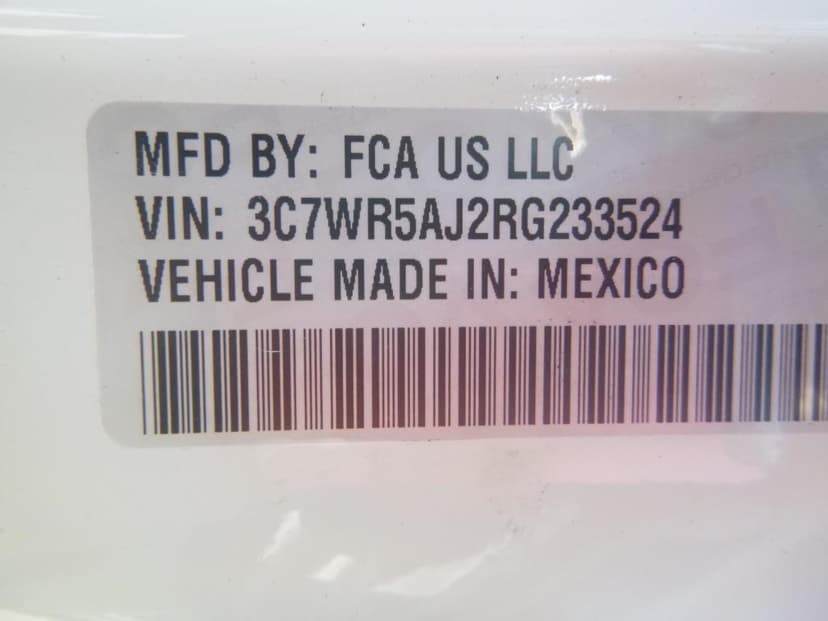 MFD BY: FCA US LLC
VIN: 3C7WR5AJ2RG233524
VEHICLE MADE IN: MEXICO